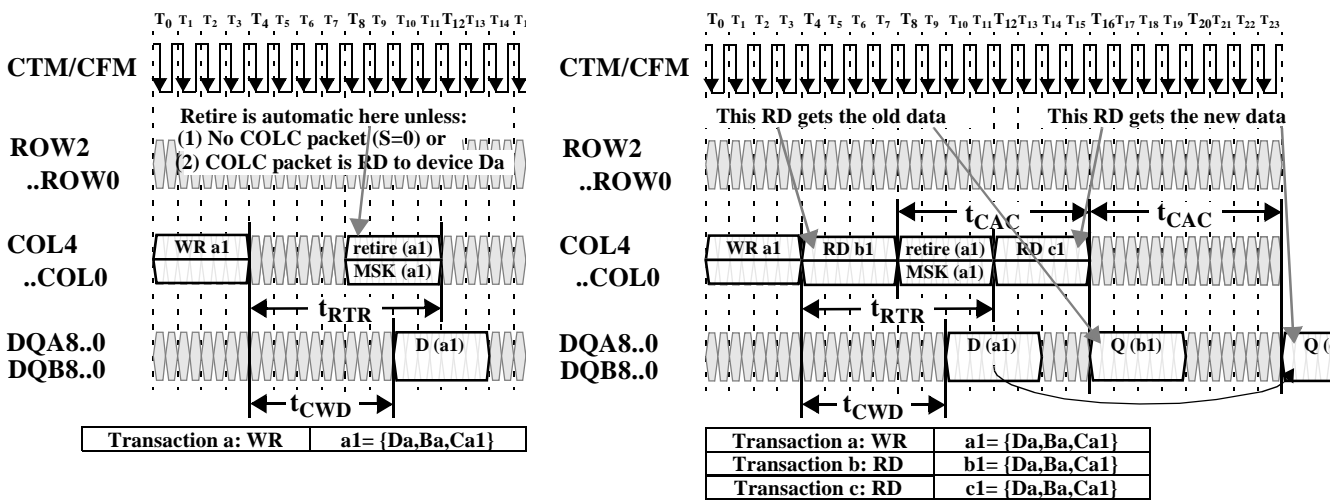 T0 T1 T2 T3 T4 T5 T6 T7 T8 T9 T10 T11 T12 T13 T14 T1
CTM/CFM
Retire is automatic here unless:
(1) No COLC packet (S=0) or
(2) COLC packet is RD to device Da
ROW2
..ROW0
COL4
..COL0
WR a1
retire (a1)
MSK (a1)
tRTR
DQA8..0
DQB8..0
D (a1)
tCWD
Transaction a: WR a1= {Da,Ba,Ca1}
T0 T1 T2 T3 T4 T5 T6 T7 T8 T9 T10 T11 T12 T13 T14 T15 T16 T17 T18 T19 T20 T21 T22 T23
CTM/CFM
This RD gets the old data
This RD gets the new data
ROW2
..ROW0
tCAC
tCAC
COL4
..COL0
WR a1
RD b1
retire (a1)
MSK (a1)
RD c1
tRTR
DQA8..0
DQB8..0
D (a1)
Q (b1)
Q (
tCWD
Transaction a: WR a1= {Da,Ba,Ca1}
Transaction b: RD b1= {Da,Ba,Ca1}
Transaction c: RD c1= {Da,Ba,Ca1}